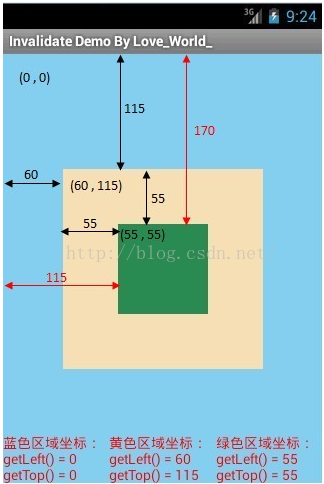 3G 9:24
Invalidate Demo By Love_World_
(0 , 0)
115
170
60
(60 , 115)
55
55
(55 , 55)
http://blog.csdn.net
115
蓝色区域坐标： 黄色区域坐标： 绿色区域坐标：
getLeft() = 0 getLeft() = 60 getLeft() = 55
getTop() = 0 getTop() = 115 getTop() = 55